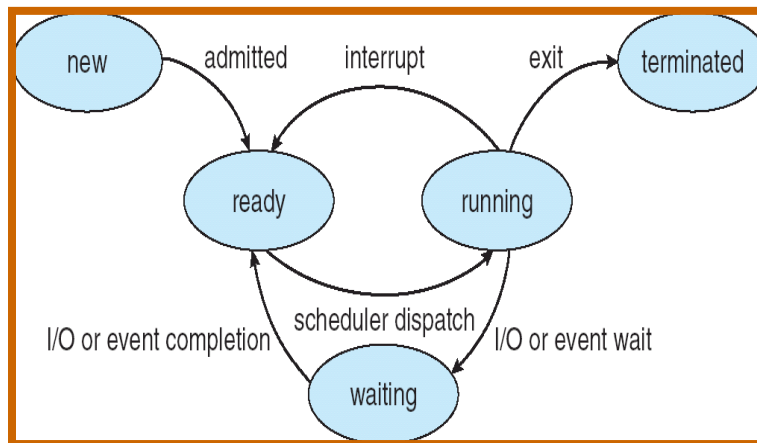 new
admitted
interrupt
exit
terminated
ready
running
I/O or event completion
scheduler dispatch
I/O or event wait
waiting